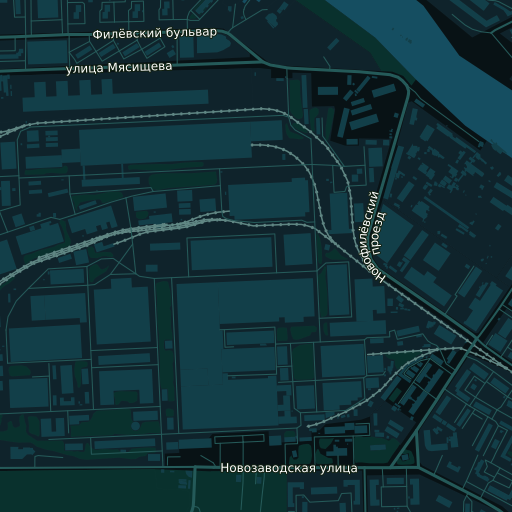 Филёвский бульвар
улица Мясищева
Новофилёвский
проезд
Новозаводская улица